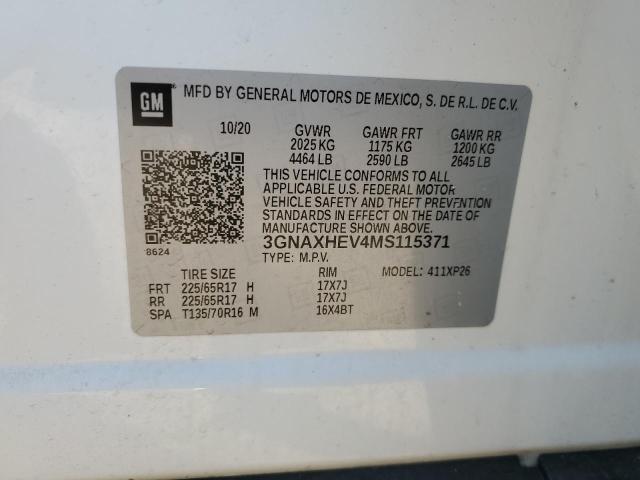 GM
MFD BY GENERAL MOTORS DE MEXICO, S. DE R.L. DE C.V.
10/20 GVWR GAWR FRT GAWR RR
2025 KG 1175 KG 1200 KG
4464 LB 2590 LB 2645 LB
THIS VEHICLE CONFORMS TO ALL
APPLICABLE U.S. FEDERAL MOTOR
VEHICLE SAFETY AND THEFT PREVENTION
STANDARDS IN EFFECT ON THE DATE
OF MANUFACTURE SHOWN ABOVE.
8624 3GNAXHEV4MS115371
TYPE: M.P.V.
TIRE SIZE RIM MODEL: 411XP26
FRT 225/65R17 H 17X7J
RR 225/65R17 H 17X7J
SPA T135/70R16 M 16X4BT